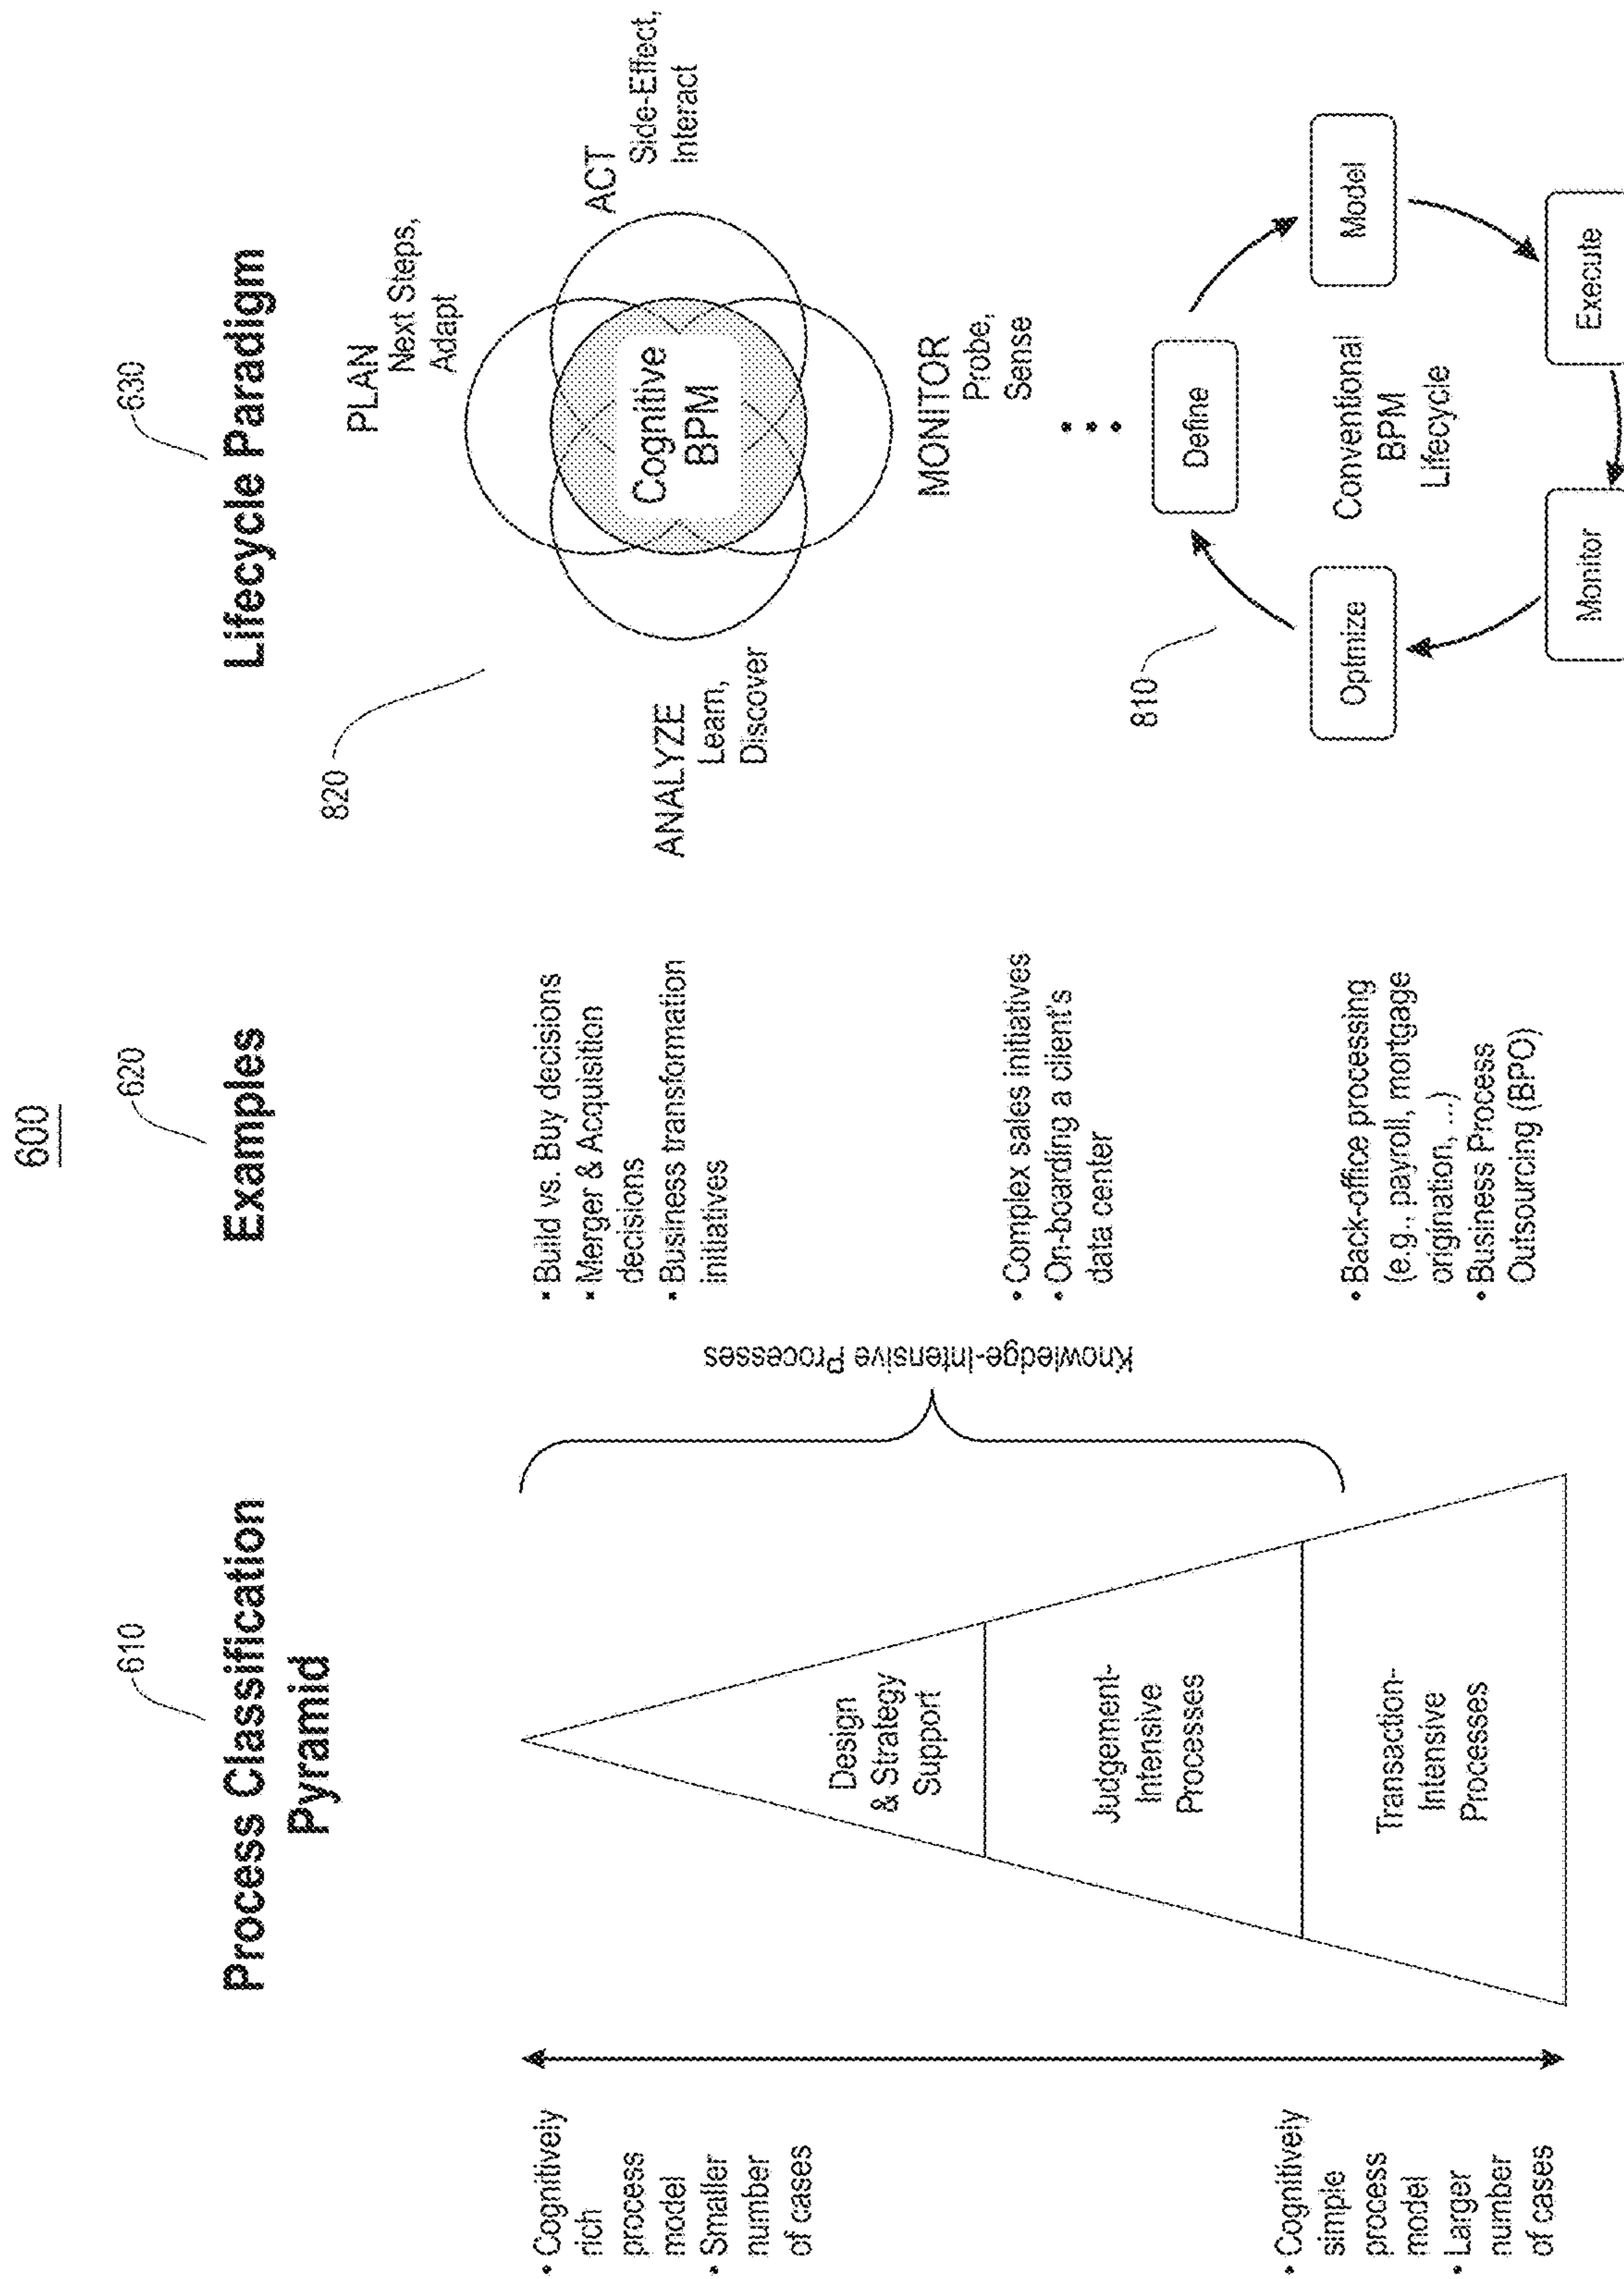 600
610
Process Classification
Pyramid
• Cognitively
rich
process
model
• Smaller
number
of cases
• Cognitively
simple
process
model
• Larger
number
of cases
Design
& Strategy
Support
Judgement-
Intensive
Processes
Transaction-
Intensive
Processes
Knowledge-Intensive Processes
620
Examples
• Build vs. Buy decisions
• Merger & Acquisition
decisions
• Business transformation
initiatives
• Complex sales initiatives
• On-boarding a client's
data center
• Back-office processing
(e.g., payroll, mortgage
origination, ...)
• Business Process
Outsourcing (BPO)
630
Lifecycle Paradigm
820
PLAN
Next Steps,
Adapt
ACT
Side-Effect,
Interact
ANALYZE
Learn,
Discover
Cognitive
BPM
MONITOR
Probe,
Sense
810
Define
Model
Execute
Monitor
Optmize
Conventional
BPM
Lifecycle